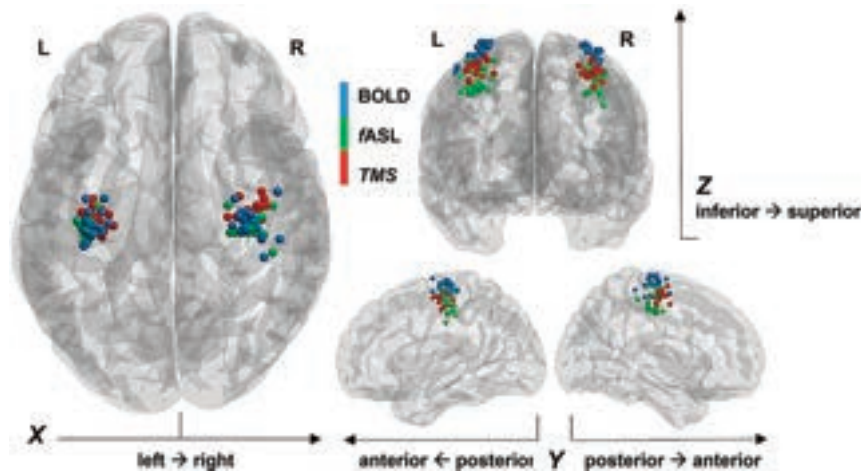 L
R
BOLD
fASL
TMS
L
R
Z
inferior → superior
X
left → right
anterior ← posterior
Y
posterior → anterior